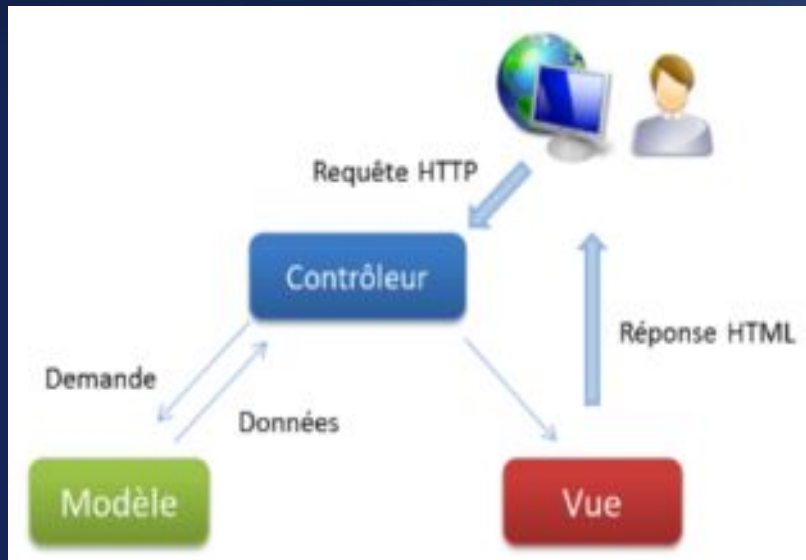 Requête HTTP
Contrôleur
Réponse HTML
Demande
Données
Modèle
Vue